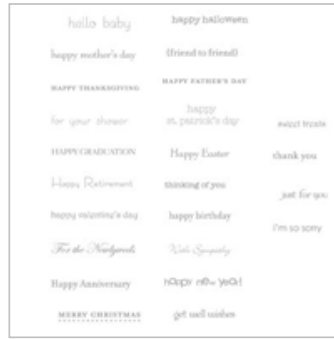 hello baby
happy mother's day
HAPPY THANKSGIVING
for your shower
HAPPY GRADUATION
Happy Retirement
happy valentine's day
For the Newlyweds
Happy Anniversary
MERRY CHRISTMAS
happy halloween
(friend to friend)
HAPPY FATHER'S DAY
happy
st. patrick's day
Happy Easter
thinking of you
happy birthday
With Sympathy
happy new year!
get well wishes
sweet treats
thank you
just for you
i'm so sorry